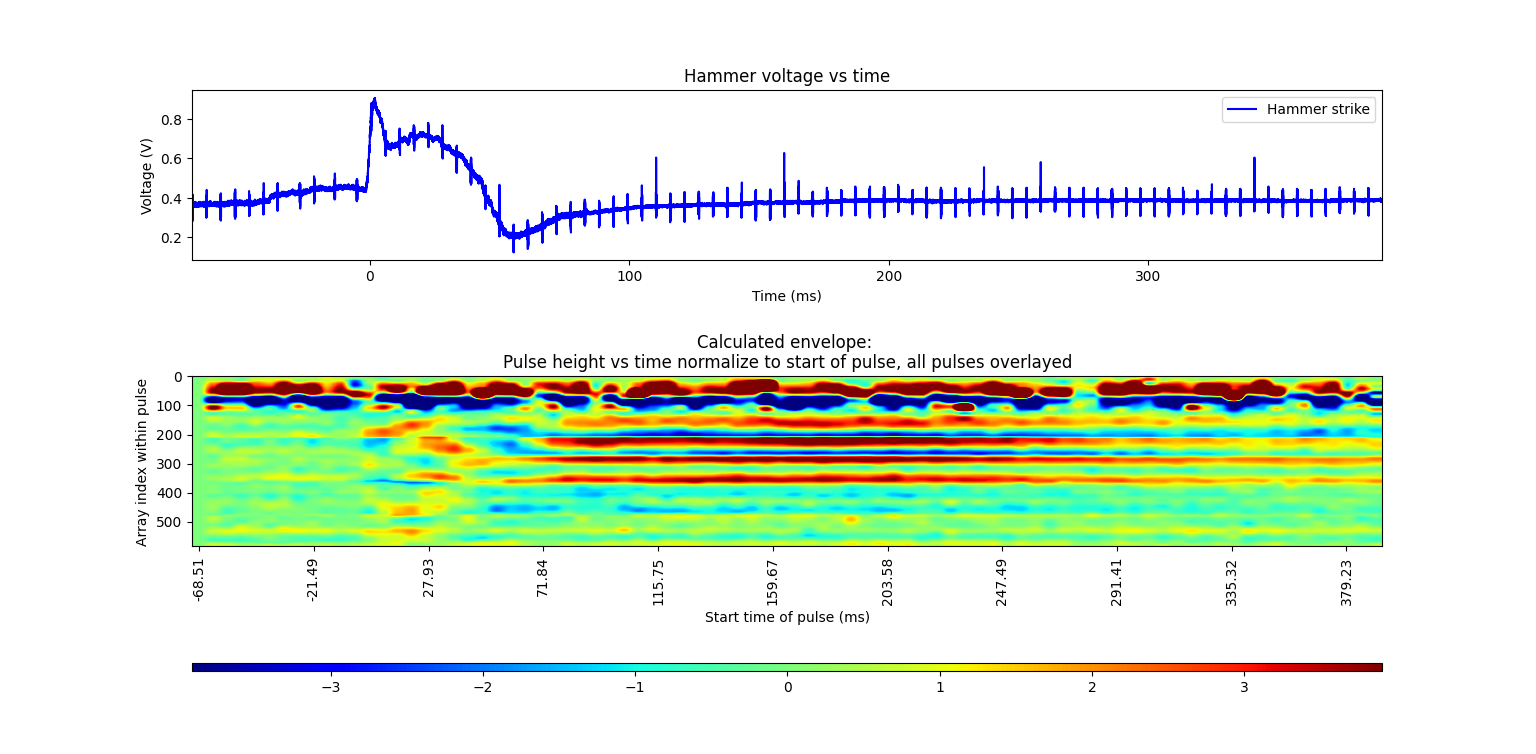 Hammer voltage vs time
Hammer strike
Voltage (V)
0.8
0.6
0.4
0.2
0 100 200 300
Time (ms)
Calculated envelope:
Pulse height vs time normalize to start of pulse, all pulses overlayed
Array index within pulse
0
100
200
300
400
500
-68.51 -21.49 27.93 71.84 115.75 159.67 203.58 247.49 291.41 335.32 379.23
Start time of pulse (ms)
−3 −2 −1 0 1 2 3